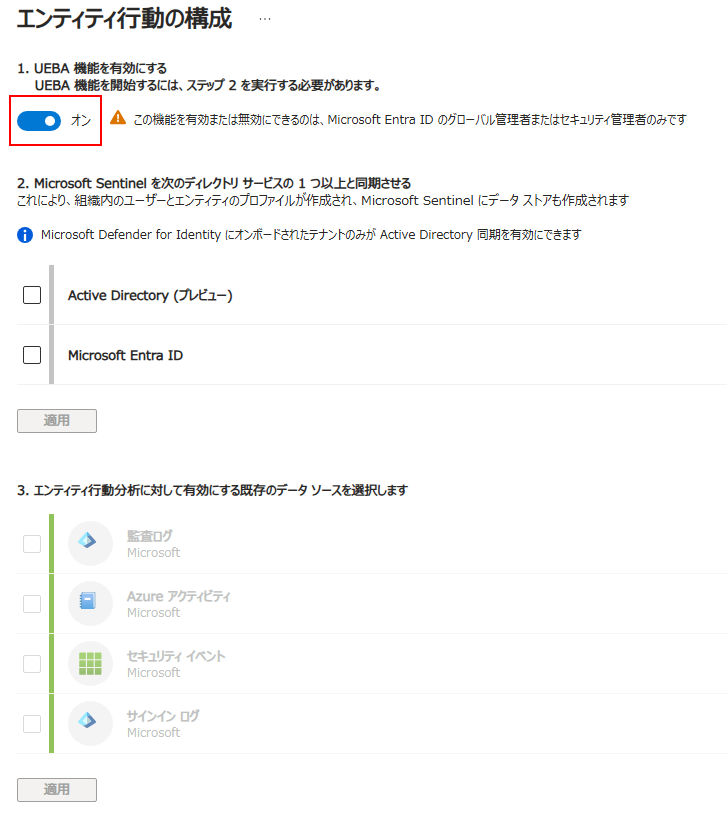 エンティティ行動の構成 …
1. UEBA 機能を有効にする
UEBA 機能を開始するには、ステップ 2 を実行する必要があります。
オン この機能を有効または無効にできるのは、Microsoft Entra ID のグローバル管理者またはセキュリティ管理者のみです
2. Microsoft Sentinel を次のディレクトリ サービスの 1 つ以上と同期させる
これにより、組織内のユーザーとエンティティのプロファイルが作成され、Microsoft Sentinel にデータ ストアも作成されます
Microsoft Defender for Identity にオンボードされたテナントのみが Active Directory 同期を有効にできます
Active Directory (プレビュー)
Microsoft Entra ID
適用
3. エンティティ行動分析に対して有効にする既存のデータ ソースを選択します
監査ログ
Microsoft
Azure アクティビティ
Microsoft
セキュリティ イベント
Microsoft
サインイン ログ
Microsoft
適用